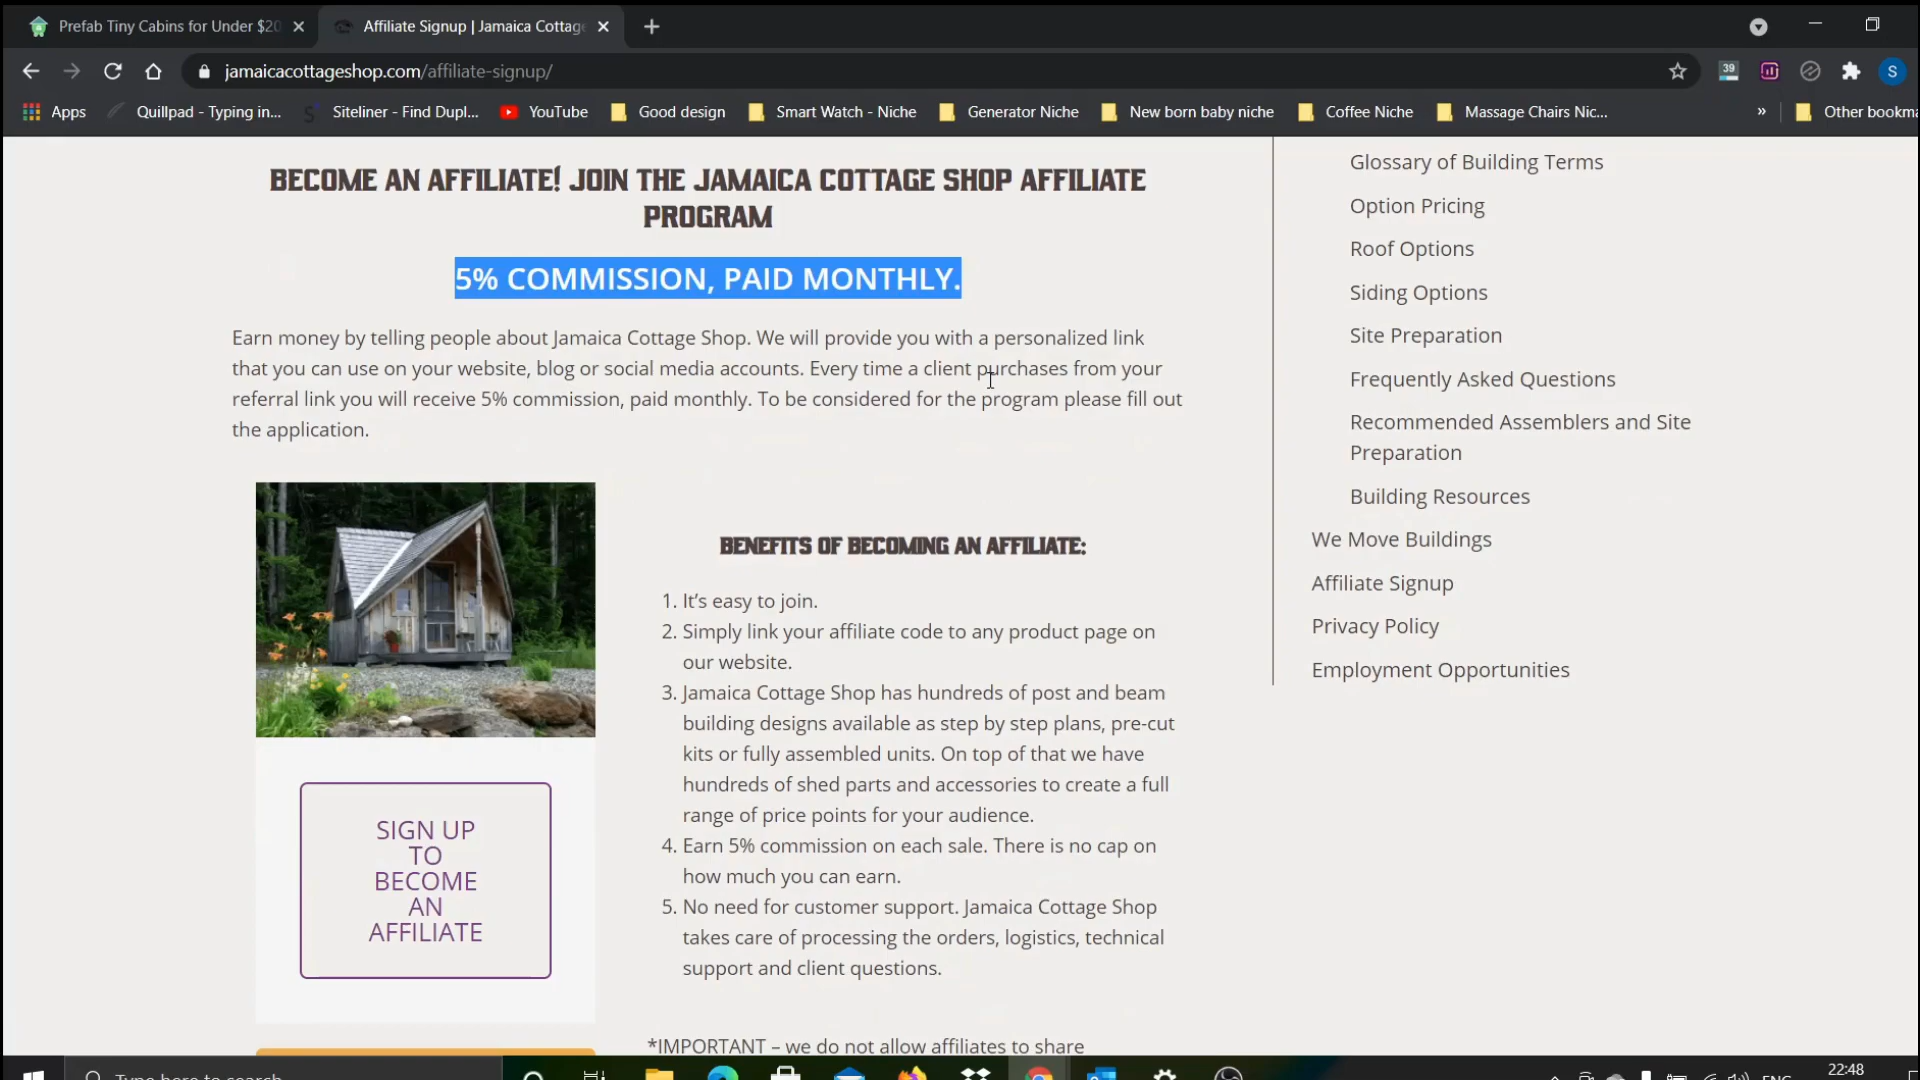 Prefab Tiny Cabins for Under $20
Affiliate Signup | Jamaica Cottage
jamaicacottageshop.com/affiliate-signup/
39
S
Apps
Quillpad - Typing in...
Siteliner - Find Dupl...
YouTube
Good design
Smart Watch - Niche
Generator Niche
New born baby niche
Coffee Niche
Massage Chairs Nic...
»
Other bookma
BECOME AN AFFILIATE! JOIN THE JAMAICA COTTAGE SHOP AFFILIATE
PROGRAM
5% COMMISSION, PAID MONTHLY.
Earn money by telling people about Jamaica Cottage Shop. We will provide you with a personalized link
that you can use on your website, blog or social media accounts. Every time a client purchases from your
referral link you will receive 5% commission, paid monthly. To be considered for the program please fill out
the application.
SIGN UP
TO
BECOME
AN
AFFILIATE
BENEFITS OF BECOMING AN AFFILIATE:
1. It's easy to join.
2. Simply link your affiliate code to any product page on
our website.
3. Jamaica Cottage Shop has hundreds of post and beam
building designs available as step by step plans, pre-cut
kits or fully assembled units. On top of that we have
hundreds of shed parts and accessories to create a full
range of price points for your audience.
4. Earn 5% commission on each sale. There is no cap on
how much you can earn.
5. No need for customer support. Jamaica Cottage Shop
takes care of processing the orders, logistics, technical
support and client questions.
*IMPORTANT – we do not allow affiliates to share
Glossary of Building Terms
Option Pricing
Roof Options
Siding Options
Site Preparation
Frequently Asked Questions
Recommended Assemblers and Site
Preparation
Building Resources
We Move Buildings
Affiliate Signup
Privacy Policy
Employment Opportunities
Type here to search
ENG
22:48